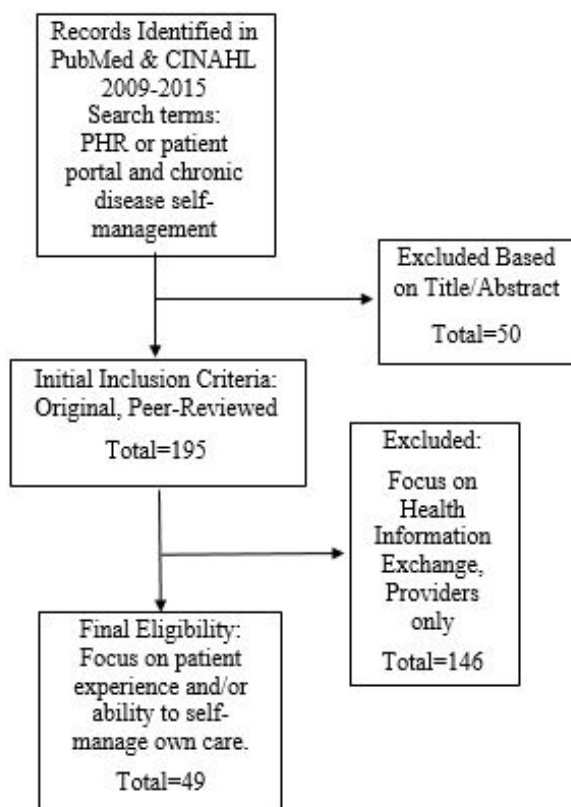 Records Identified in
PubMed & CINAHL
2009-2015
Search terms:
PHR or patient
portal and chronic
disease self-
management
Excluded Based
on Title/Abstract
Total=50
Initial Inclusion Criteria:
Original, Peer-Reviewed
Total=195
Excluded:
Focus on
Health
Information
Exchange,
Providers
only
Total=146
Final Eligibility:
Focus on patient
experience and/or
ability to self-
manage own care.
Total=49